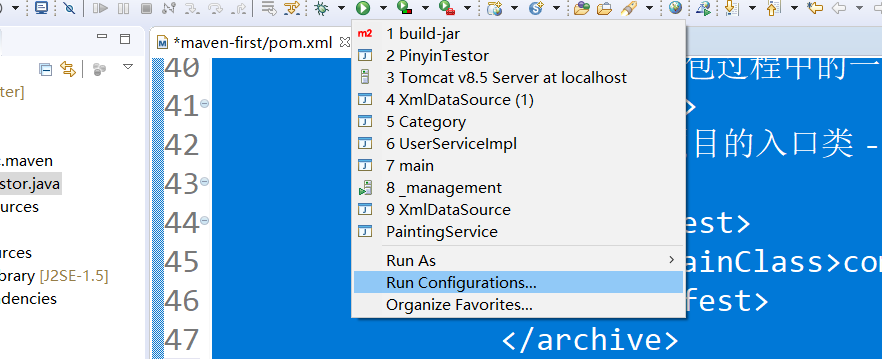 *maven-first/pom.xml
1 build-jar
2 PinyinTestor
3 Tomcat v8.5 Server at localhost
4 XmlDataSource (1)
5 Category
6 UserServiceImpl
7 main
8 _management
9 XmlDataSource
PaintingService
Run As
Run Configurations...
Organize Favorites...
ter]
c.maven
stor.java
urces
urces
brary [J2SE-1.5]
ndencies
40 包过程中的一
41 >
42 目的入口类 -
43
44 est>
45 ainClass>com
46 fest>
47 </archive>